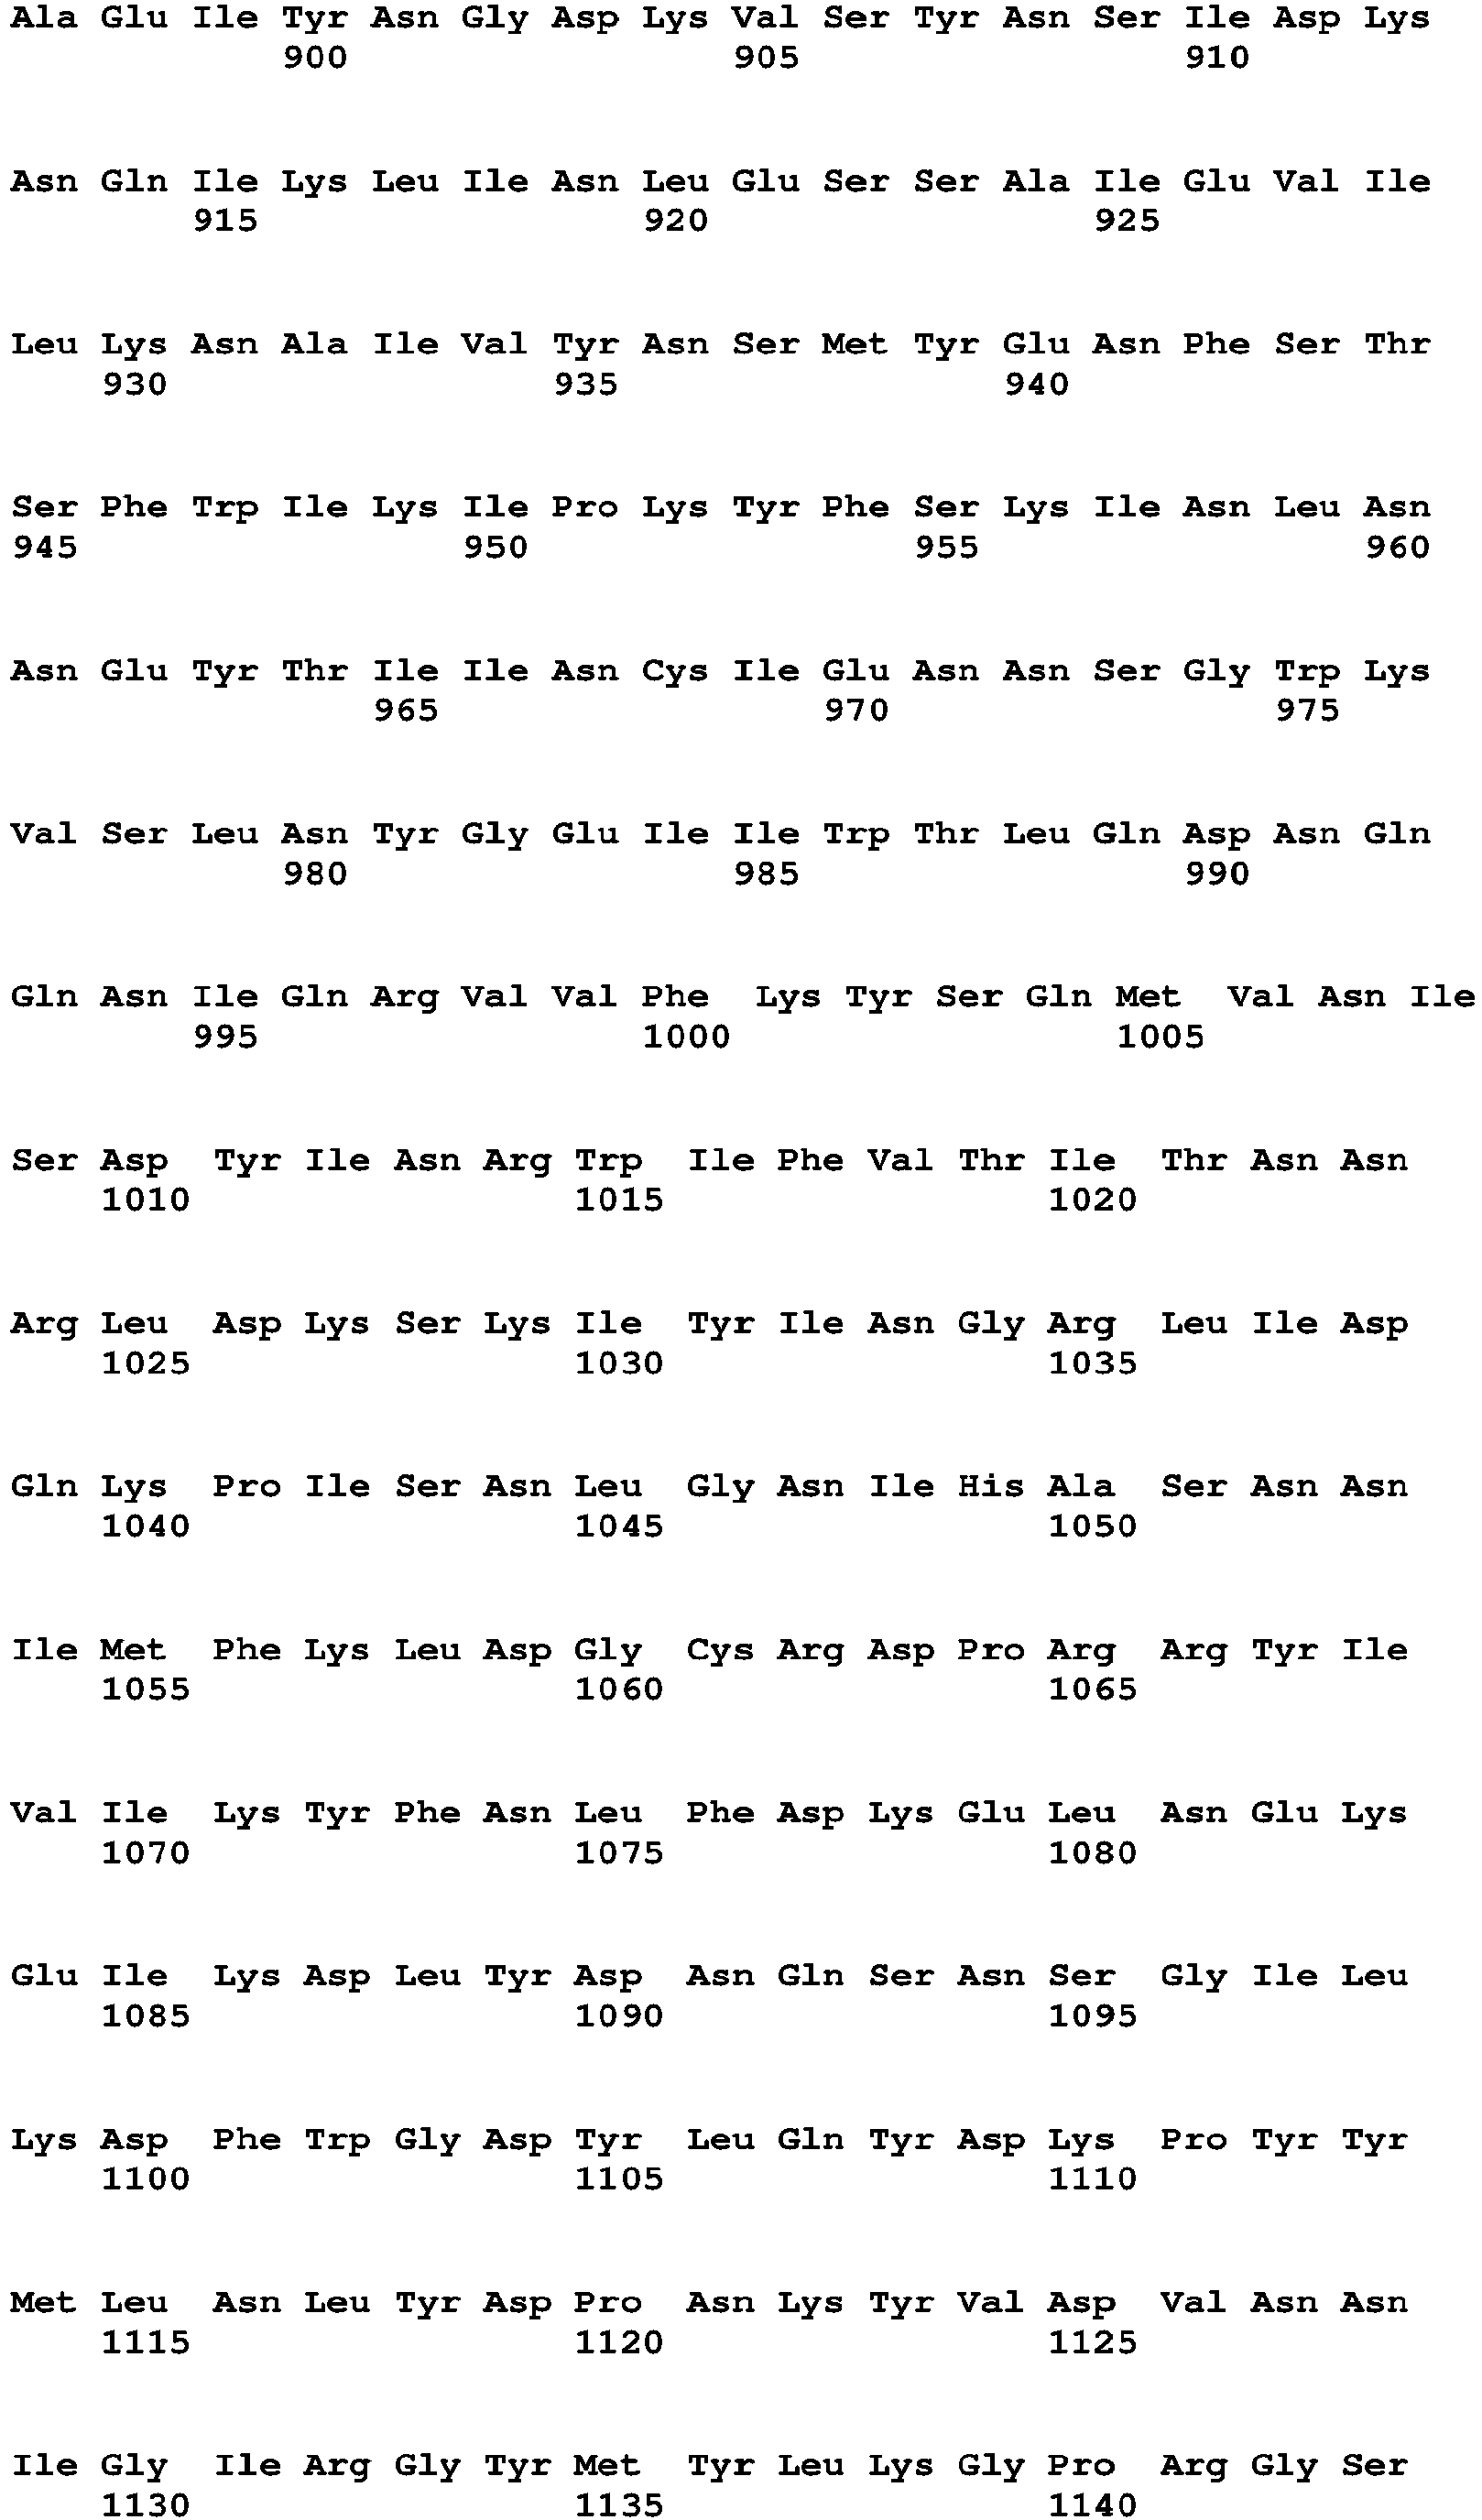 Ala Glu Ile Tyr Asn Gly Asp Lys Val Ser Tyr Asn Ser Ile Asp Lys
900 905 910
Asn Gln Ile Lys Leu Ile Asn Leu Glu Ser Ser Ala Ile Glu Val Ile
915 920 925
Leu Lys Asn Ala Ile Val Tyr Asn Ser Met Tyr Glu Asn Phe Ser Thr
930 935 940
Ser Phe Trp Ile Lys Ile Pro Lys Tyr Phe Ser Lys Ile Asn Leu Asn
945 950 955 960
Asn Glu Tyr Thr Ile Ile Asn Cys Ile Glu Asn Asn Ser Gly Trp Lys
965 970 975
Val Ser Leu Asn Tyr Gly Glu Ile Ile Trp Thr Leu Gln Asp Asn Gln
980 985 990
Gln Asn Ile Gln Arg Val Val Phe Lys Tyr Ser Gln Met Val Asn Ile
995 1000 1005
Ser Asp Tyr Ile Asn Arg Trp Ile Phe Val Thr Ile Thr Asn Asn
1010 1015 1020
Arg Leu Asp Lys Ser Lys Ile Tyr Ile Asn Gly Arg Leu Ile Asp
1025 1030 1035
Gln Lys Pro Ile Ser Asn Leu Gly Asn Ile His Ala Ser Asn Asn
1040 1045 1050
Ile Met Phe Lys Leu Asp Gly Cys Arg Asp Pro Arg Arg Tyr Ile
1055 1060 1065
Val Ile Lys Tyr Phe Asn Leu Phe Asp Lys Glu Leu Asn Glu Lys
1070 1075 1080
Glu Ile Lys Asp Leu Tyr Asp Asn Gln Ser Asn Ser Gly Ile Leu
1085 1090 1095
Lys Asp Phe Trp Gly Asp Tyr Leu Gln Tyr Asp Lys Pro Tyr Tyr
1100 1105 1110
Met Leu Asn Leu Tyr Asp Pro Asn Lys Tyr Val Asp Val Asn Asn
1115 1120 1125
Ile Gly Ile Arg Gly Tyr Met Tyr Leu Lys Gly Pro Arg Gly Ser
1130 1135 1140